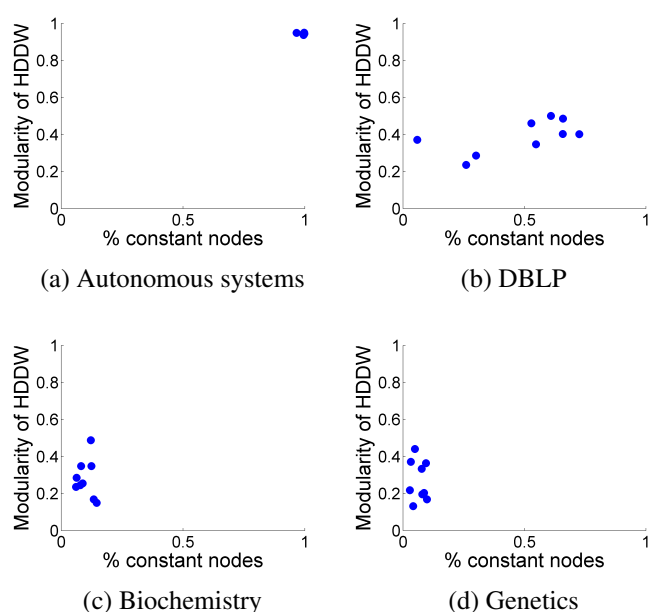 1
0.8
0.6
0.4
0.2
0
0 0.5 1
Modularity of HDDW
% constant nodes
(a) Autonomous systems
1
0.8
0.6
0.4
0.2
0
0 0.5 1
Modularity of HDDW
% constant nodes
(b) DBLP
1
0.8
0.6
0.4
0.2
0
0 0.5 1
Modularity of HDDW
% constant nodes
(c) Biochemistry
1
0.8
0.6
0.4
0.2
0
0 0.5 1
Modularity of HDDW
% constant nodes
(d) Genetics